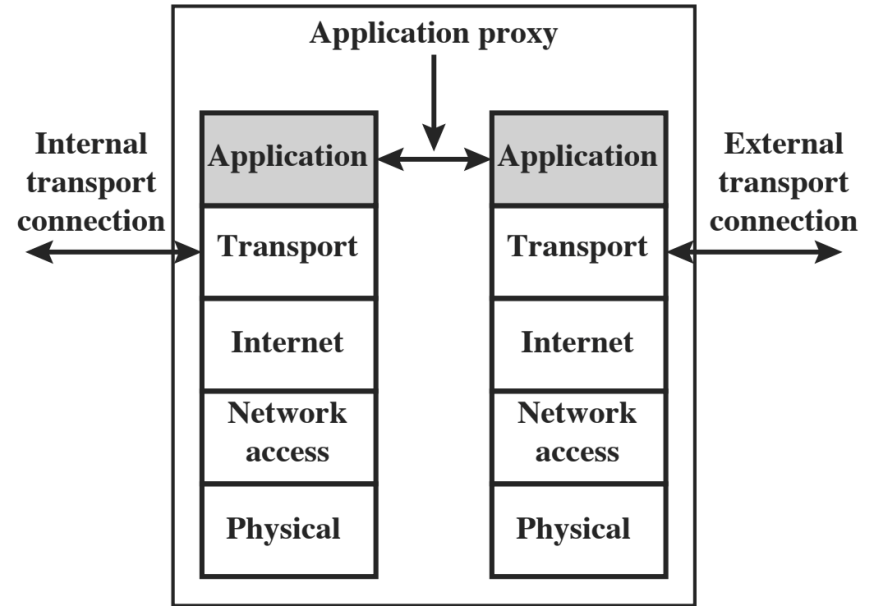 Application proxy
Internal
transport
connection
Application
Transport
Internet
Network
access
Physical
Application
Transport
Internet
Network
access
Physical
External
transport
connection